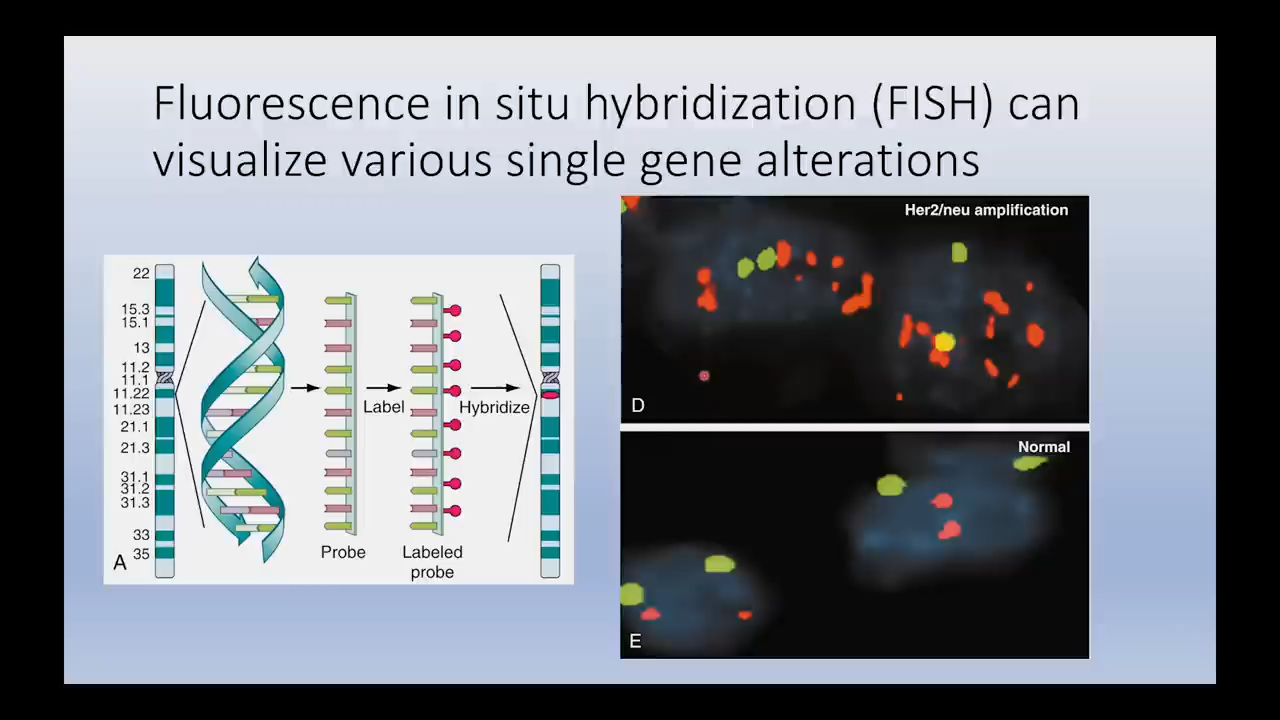 Fluorescence in situ hybridization (FISH) can
visualize various single gene alterations
22
15.3
15.1
13
11.2
11.1
11.22
11.23
21.1
21.3
31.1
31.2
31.3
33
35
A
Label
Hybridize
Probe
Labeled
probe
Her2/neu amplification
D
Normal
E